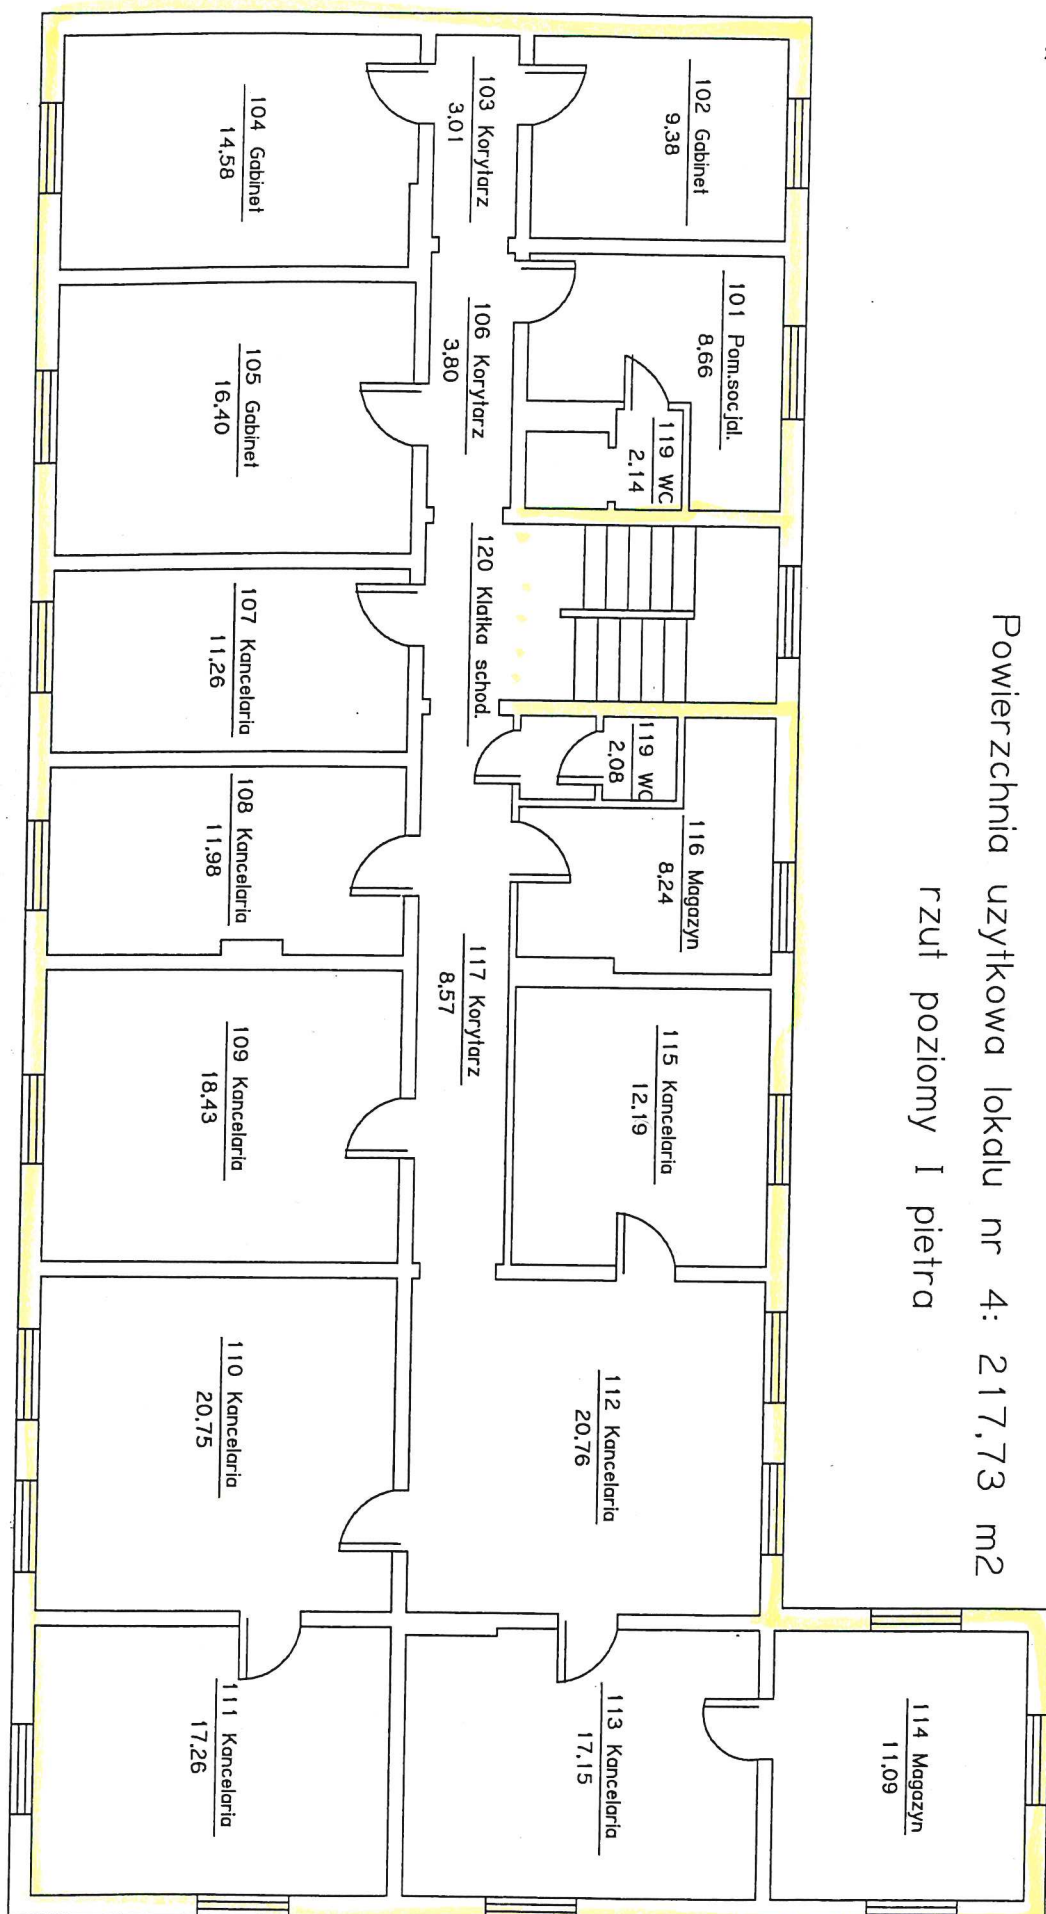 Powierzchnia uzytkowa lokalu nr 4: 217,73 m2
rzut poziomy I pietra
102 Gabinet
9,38
101 Pom.socjal.
8,66
119 WC
2,14
119 WC
2,08
116 Magazyn
8,24
115 Kancelaria
12,19
112 Kancelaria
20,76
114 Magazyn
11,09
113 Kancelaria
17,15
103 Korytarz
3,01
106 Korytarz
3,80
120 Klatka schod.
117 Korytarz
8,57
104 Gabinet
14,58
105 Gabinet
16,40
107 Kancelaria
11,26
108 Kancelaria
11,98
109 Kancelaria
18,43
110 Kancelaria
20,75
111 Kancelaria
17,26